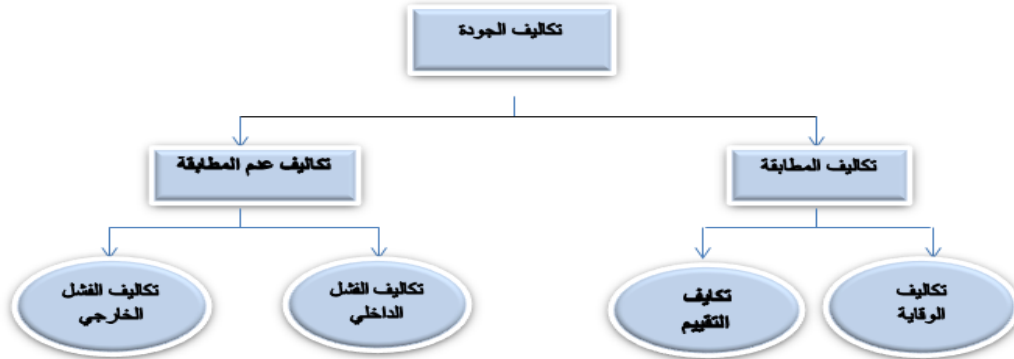 تكاليف الجودة
تكاليف المطابقة
تكاليف عدم المطابقة
تكاليف
الوقاية
تكايف
التقييم
تكاليف الفشل
الداخلي
تكاليف الفشل
الخارجي